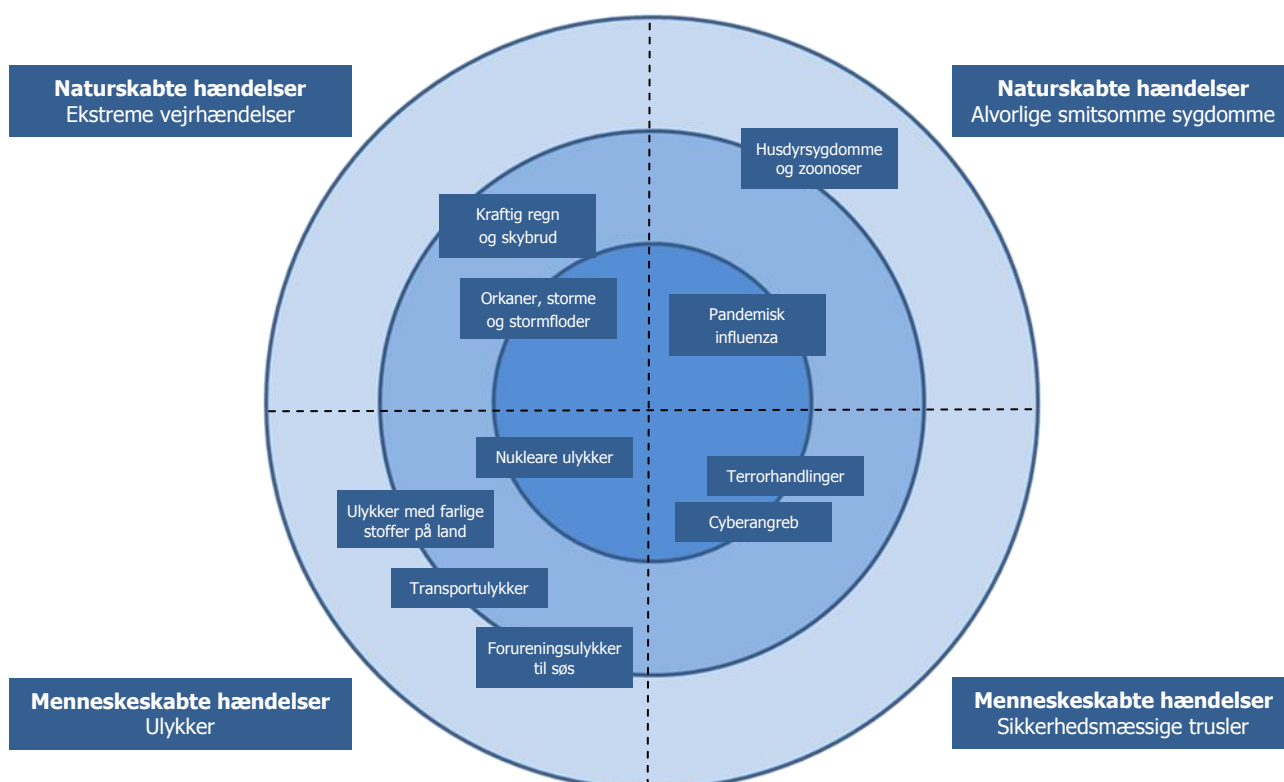 Naturskabte hændelser
Ekstreme vejrhændelser
Naturskabte hændelser
Alvorlige smitsomme sygdomme
Husdyrsygdomme
og zoonoser
Kraftig regn
og skybrud
Orkaner, storme
og stormfloder
Pandemisk
influenza
Nukleare ulykker
Terrorhandlinger
Ulykker med farlige
stoffer på land
Cyberangreb
Transportulykker
Forureningsulykker
til søs
Menneskeskabte hændelser
Ulykker
Menneskeskabte hændelser
Sikkerhedsmæssige trusler